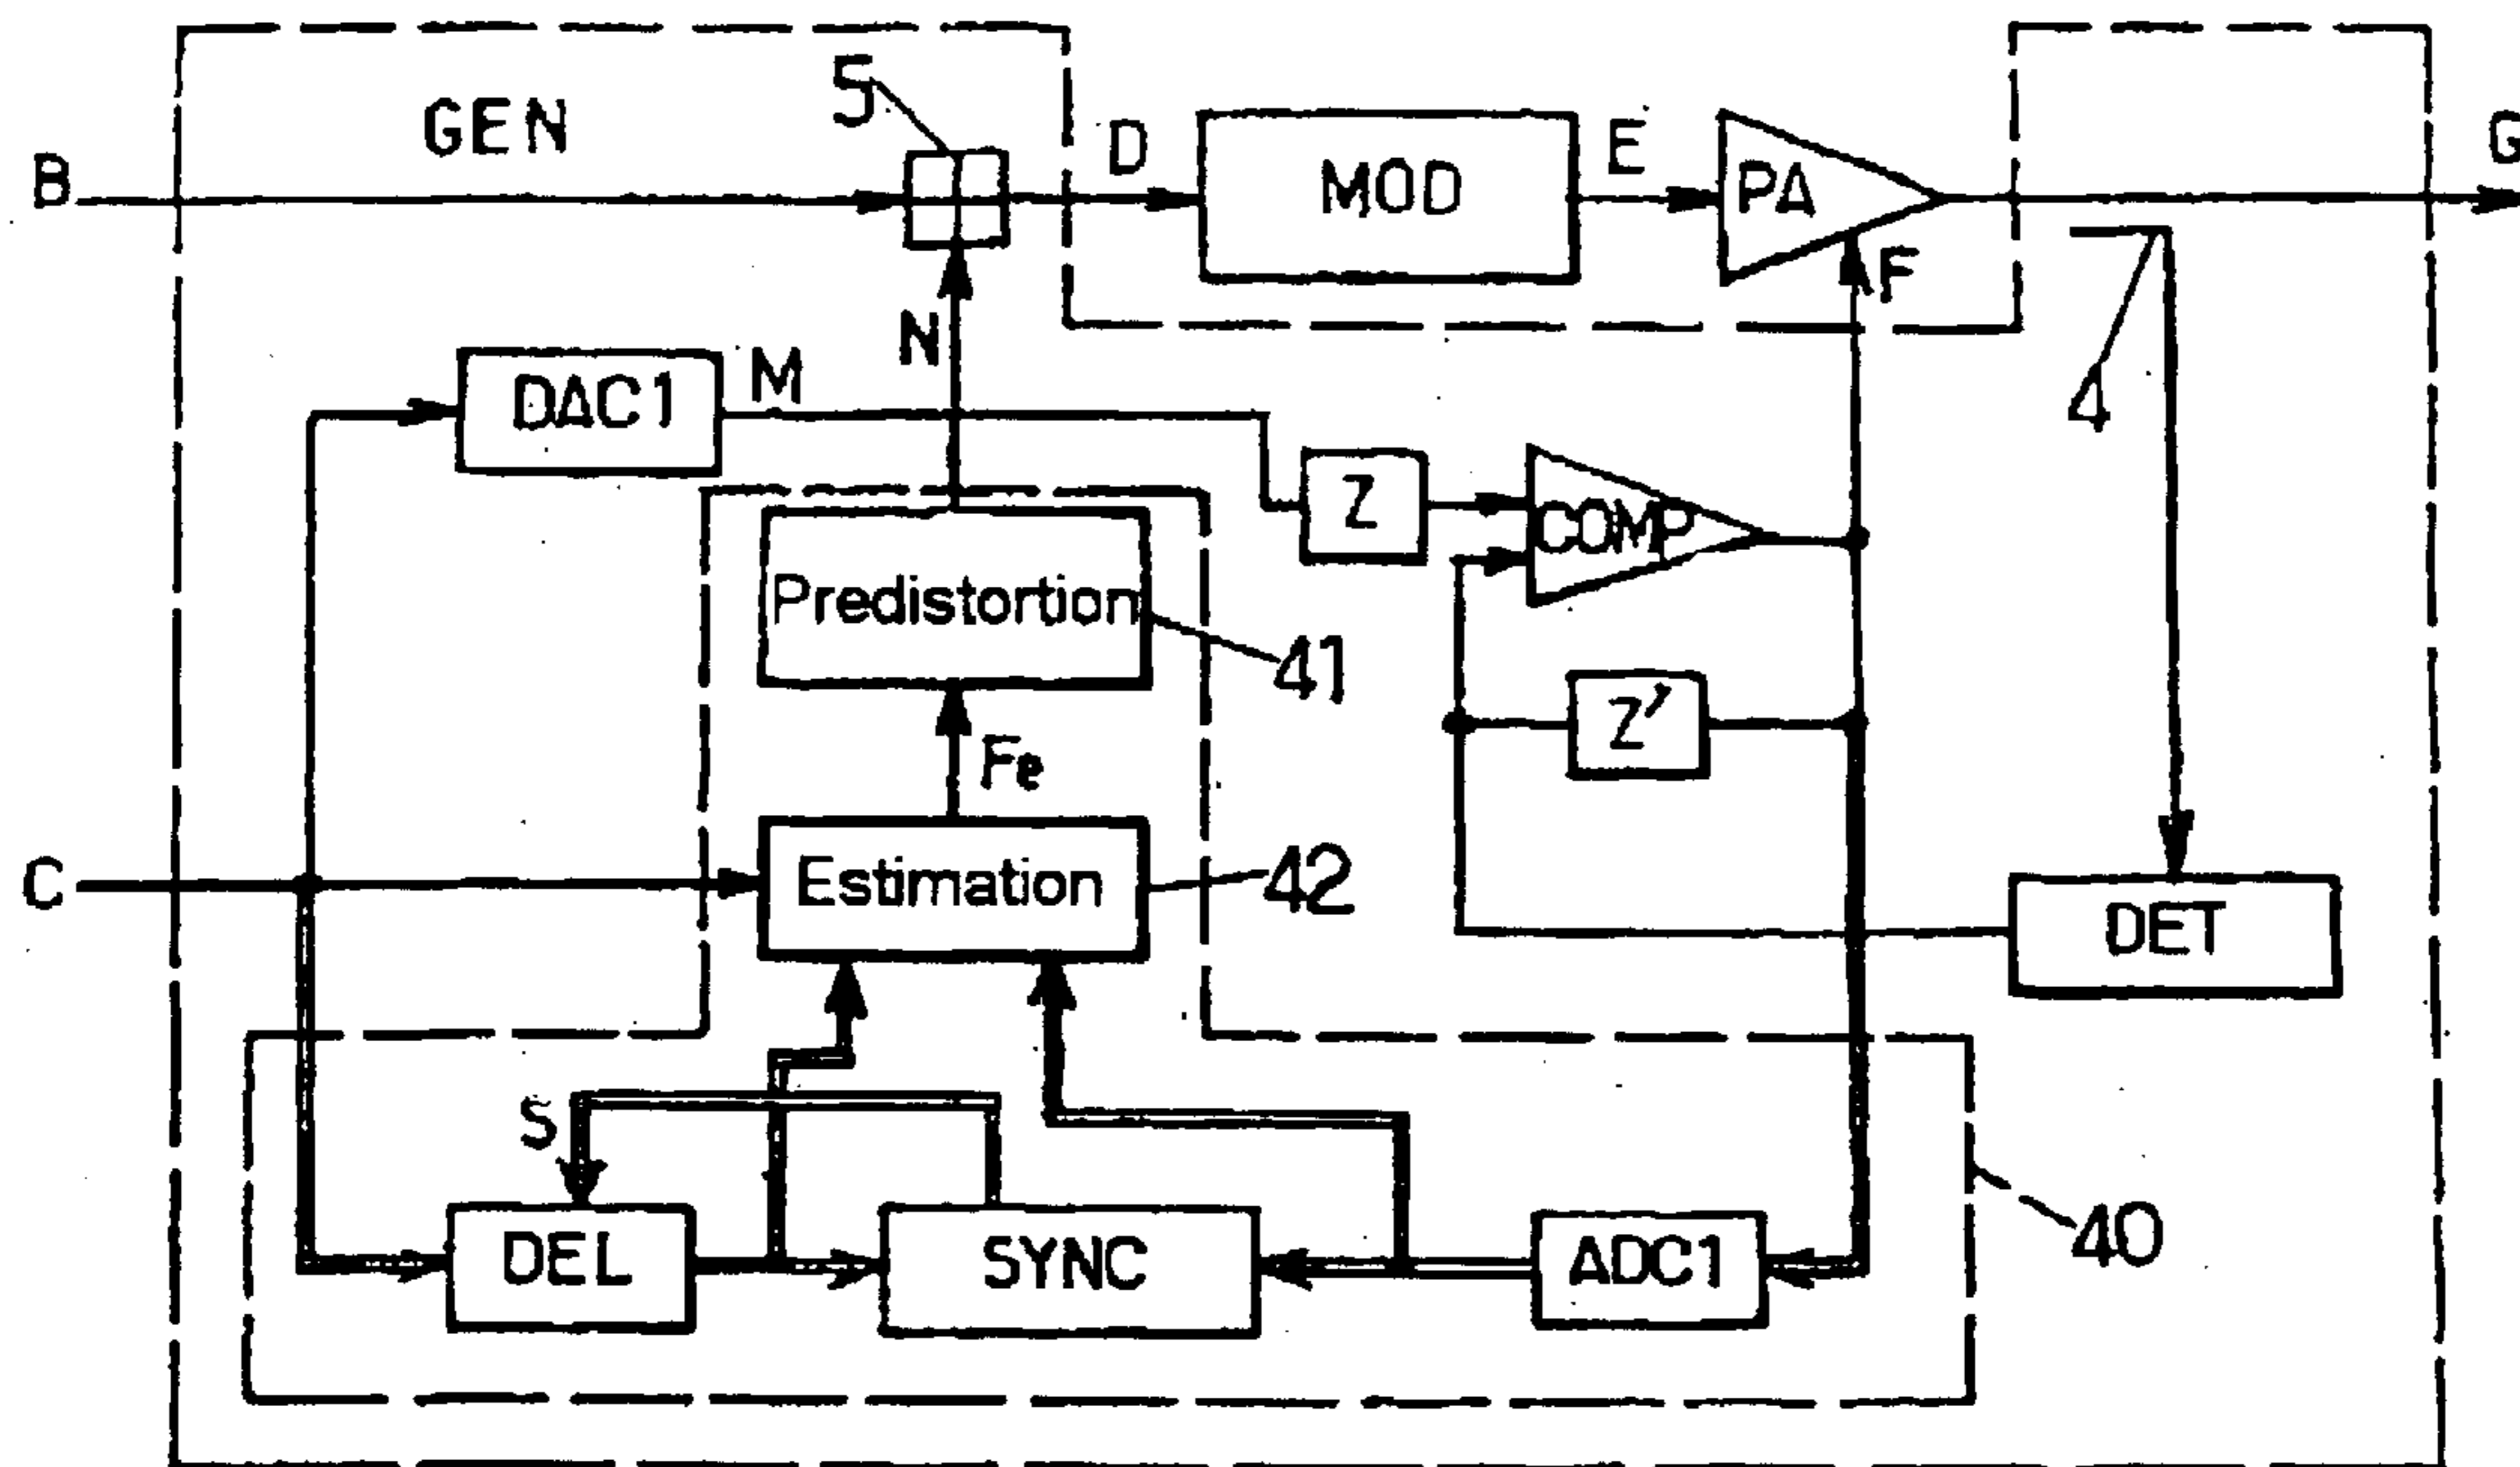 5
GEN
B
D
MOD
E
PA
G
F
N
4
DAC1
M
Z
COMP
Predistortion
41
Z'
Fe
C
Estimation
42
DET
S
DEL
SYNC
ADC1
40